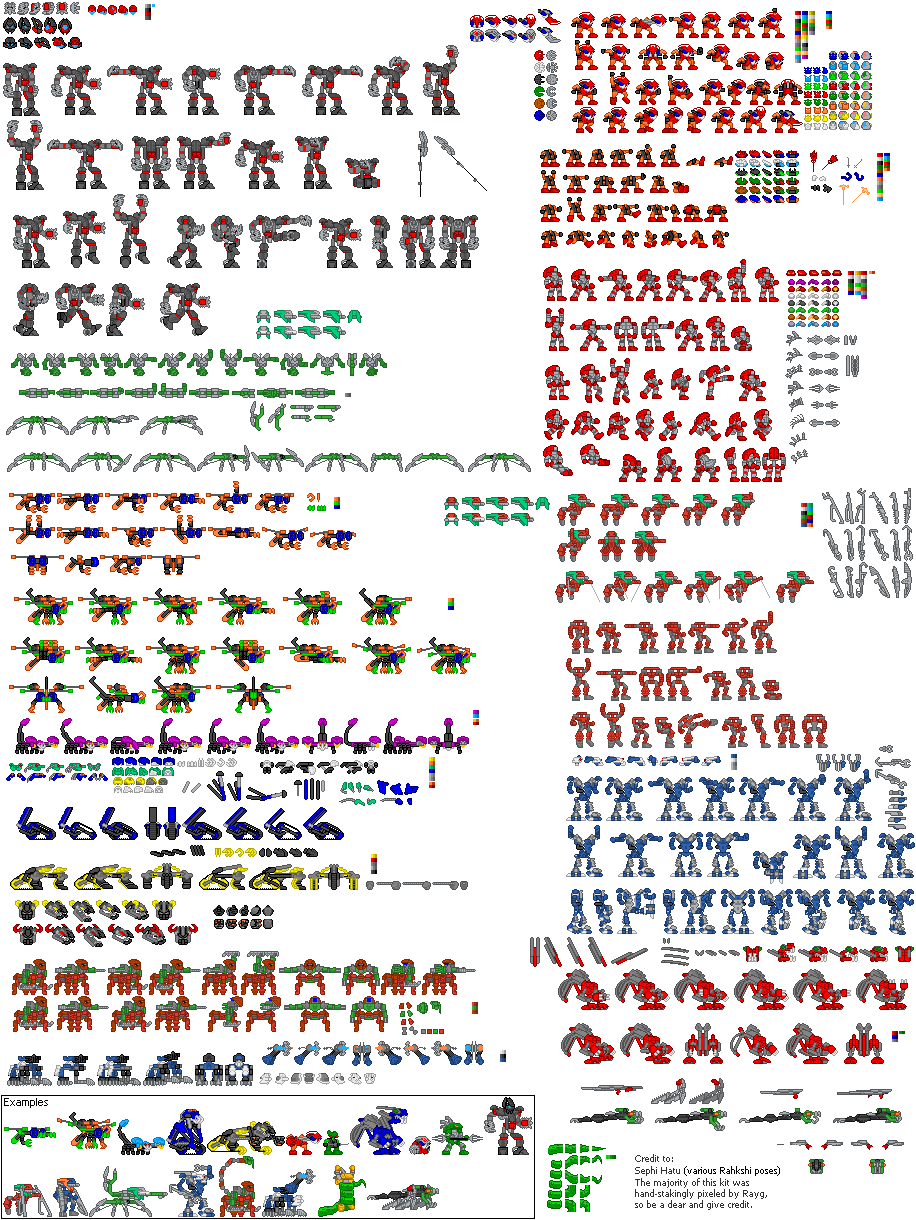 Examples
Credit to:
Sephi Hatu (various Rahkshi poses)
The majority of this kit was
hand-stakingly pixeled by Rayg,
so be a dear and give credit.